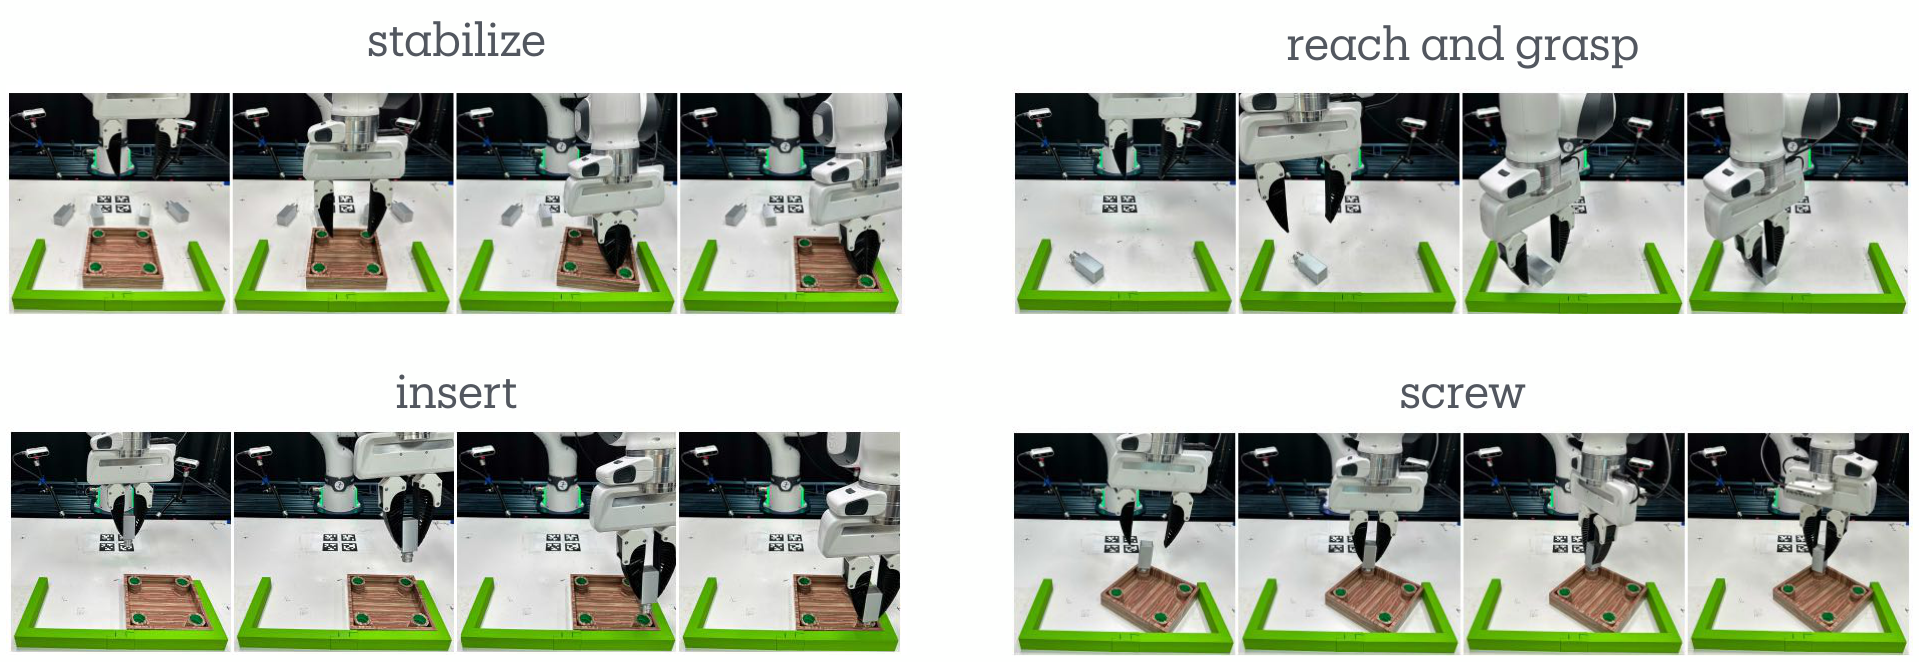 stabilize
reach and grasp
insert
screw